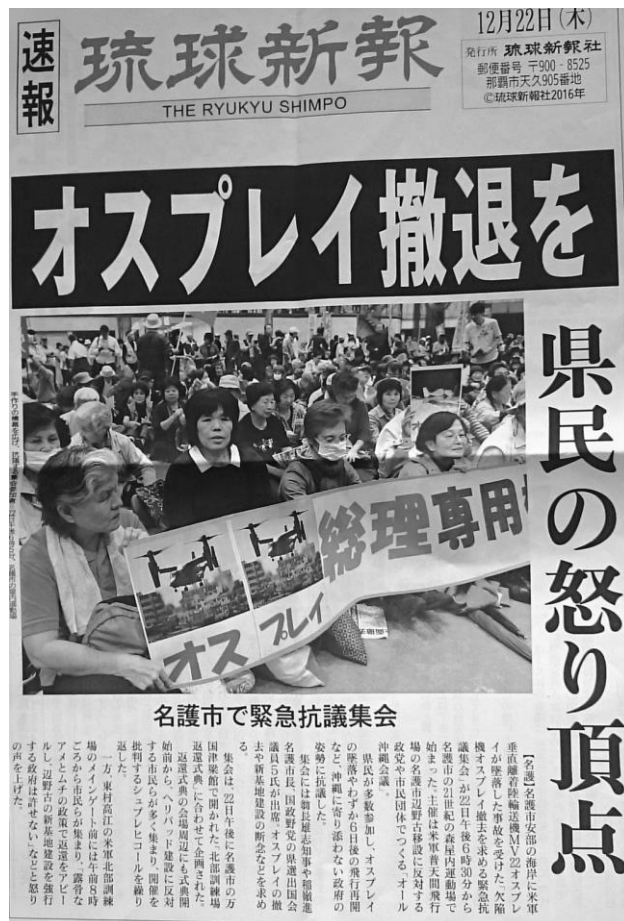 速報
琉球新報
THE RYUKYU SHIMPO
12月22日(木)
発行所 琉球新報社
郵便番号 〒900-8525
那覇市天久905番地
©琉球新報社2016年
オスプレイ撤退を
県民の怒り頂点
総理専用
オスプレイ
名護市で緊急抗議集会
【名護】名護市安部の海岸に米軍
垂直離着陸輸送機MV22オスプレ
イが墜落した事故を受けた、欠陥
機オスプレイ撤去を求める緊急抗
議集会」が22日午後6時30分から
名護市の21世紀の森屋内運動場で
始まった。主催は米軍普天間飛行
場の名護市辺野古移設に反対する
政党や市民団体でつくる、オール
沖縄会議。
県民が多数参加し、オスプレイ
の墜落やわずか6日後の飛行再開
など、沖縄に寄り添わない政府の
姿勢に抗議した。
集会には翁長雄志知事や稲嶺進
名護市長、国政野党の県選出国会
議員5氏が出席。オスプレイの撤
去や新基地建設の断念などを求め
る。
集会は、22日午後に名護市の万
国津梁館で開かれた、北部訓練場
返還式典」に合わせて企画された。
返還式典の会場周辺にも式典開
始前から、ヘリパッド建設に反対
する市民らが多く集まり、開催を
批判するシュプレヒコールを繰り
返した。
一方、東村高江の米軍北部訓練
場のメインゲート前には午前8時
ごろから市民らが集まり、露骨な
アメとムチの政策で返還をアピー
ルし、辺野古の新基地建設を強行
する政府は許せない」などと怒り
の声を上げた。